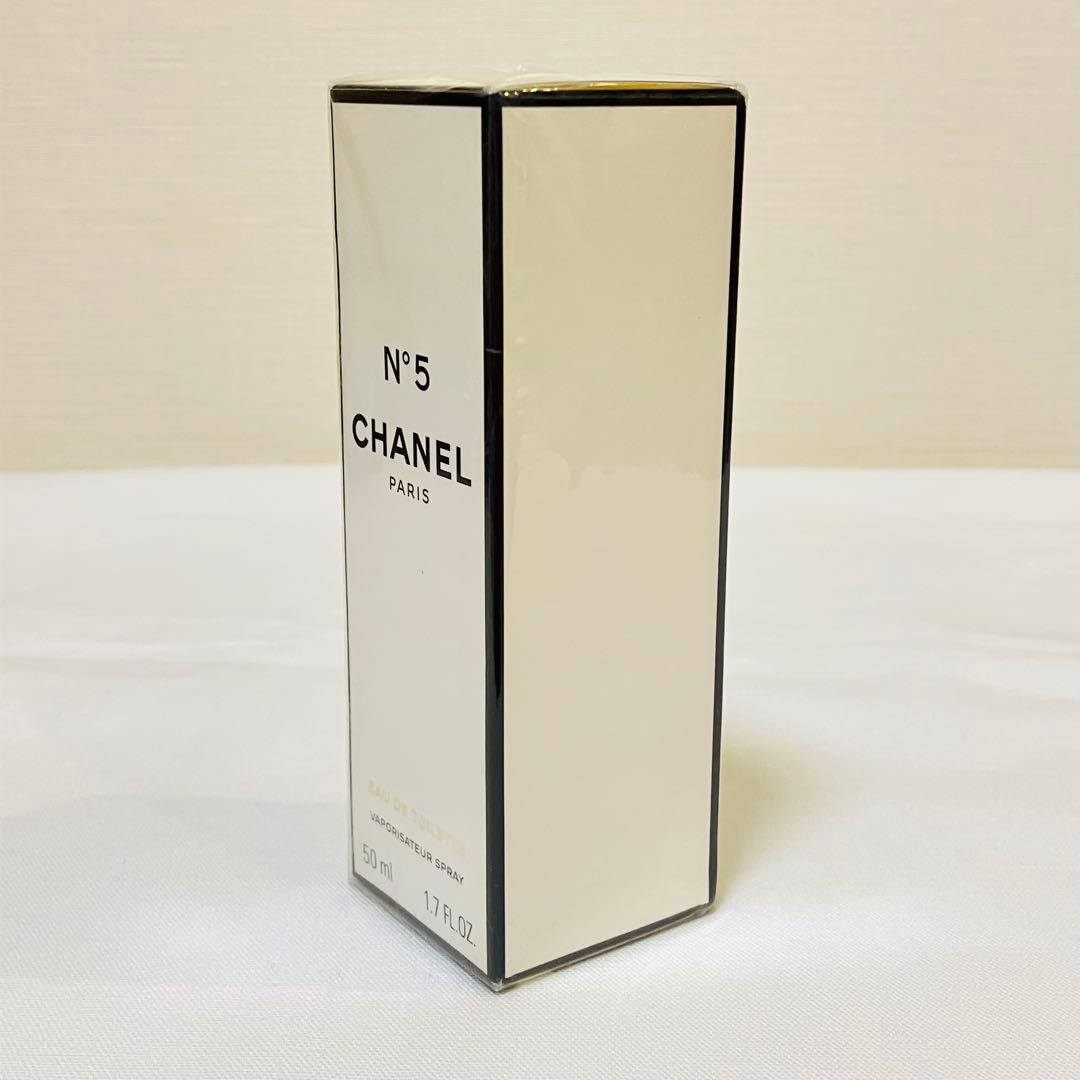 N°5
CHANEL
PARIS
EAU DE TOILETTE
VAPORISATEUR SPRAY
50 ml
1.7 FL.OZ.